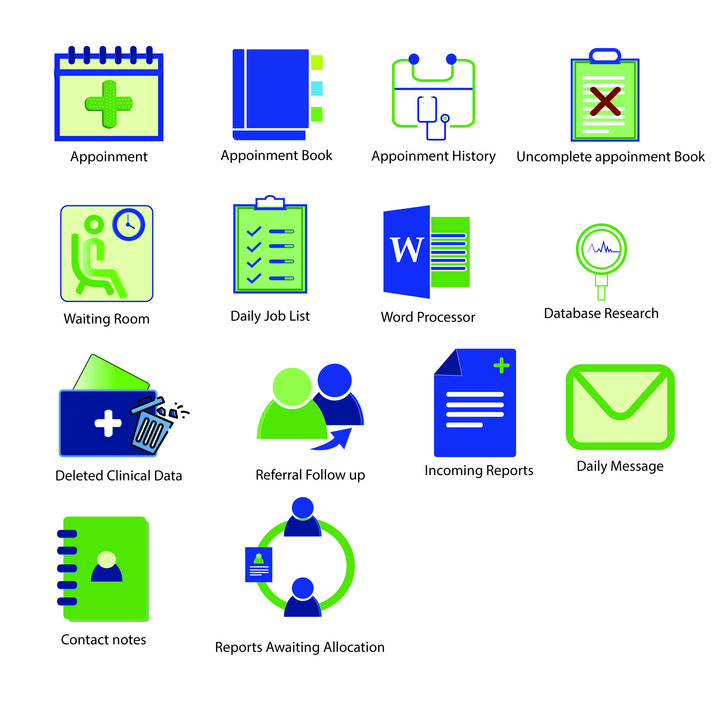 Appoinment
Appoinment Book
Appoinment History
Uncomplete appoinment Book
Waiting Room
Daily Job List
W
Word Processor
Database Research
Deleted Clinical Data
Referral Follow up
Incoming Reports
Daily Message
Contact notes
Reports Awaiting Allocation